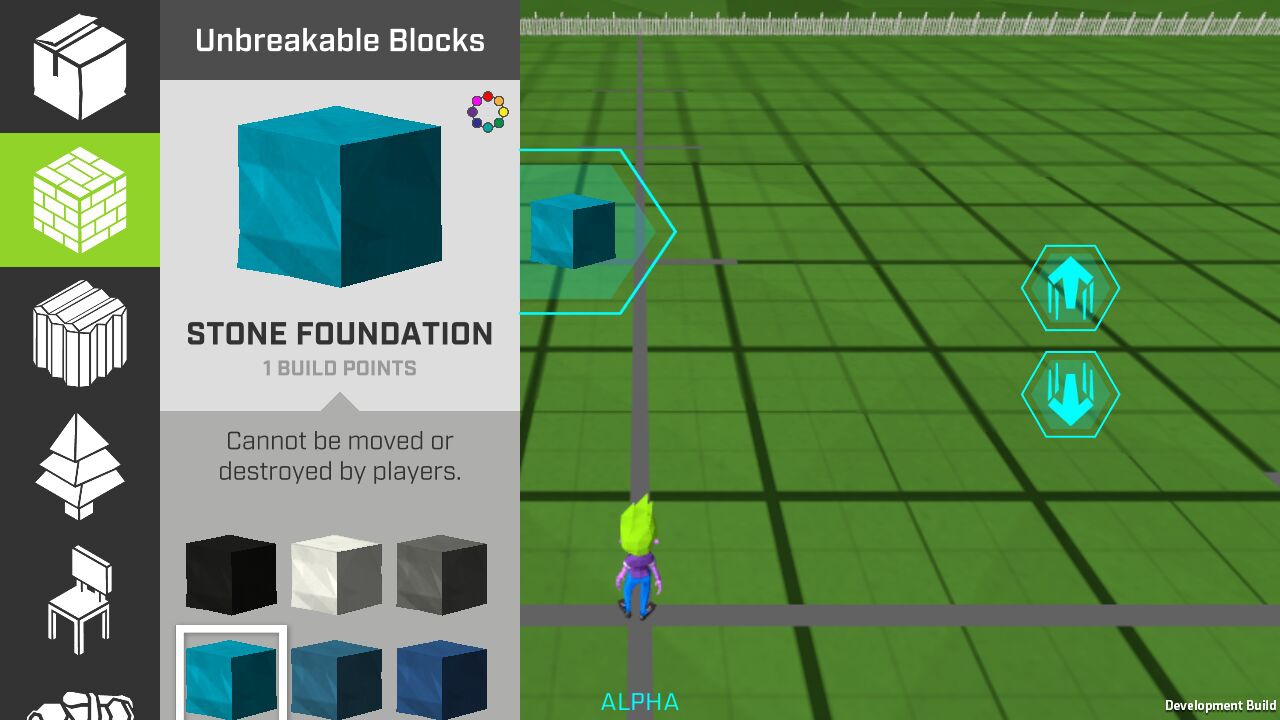 Unbreakable Blocks
STONE FOUNDATION
1 BUILD POINTS
Cannot be moved or
destroyed by players.
ALPHA
Development Build